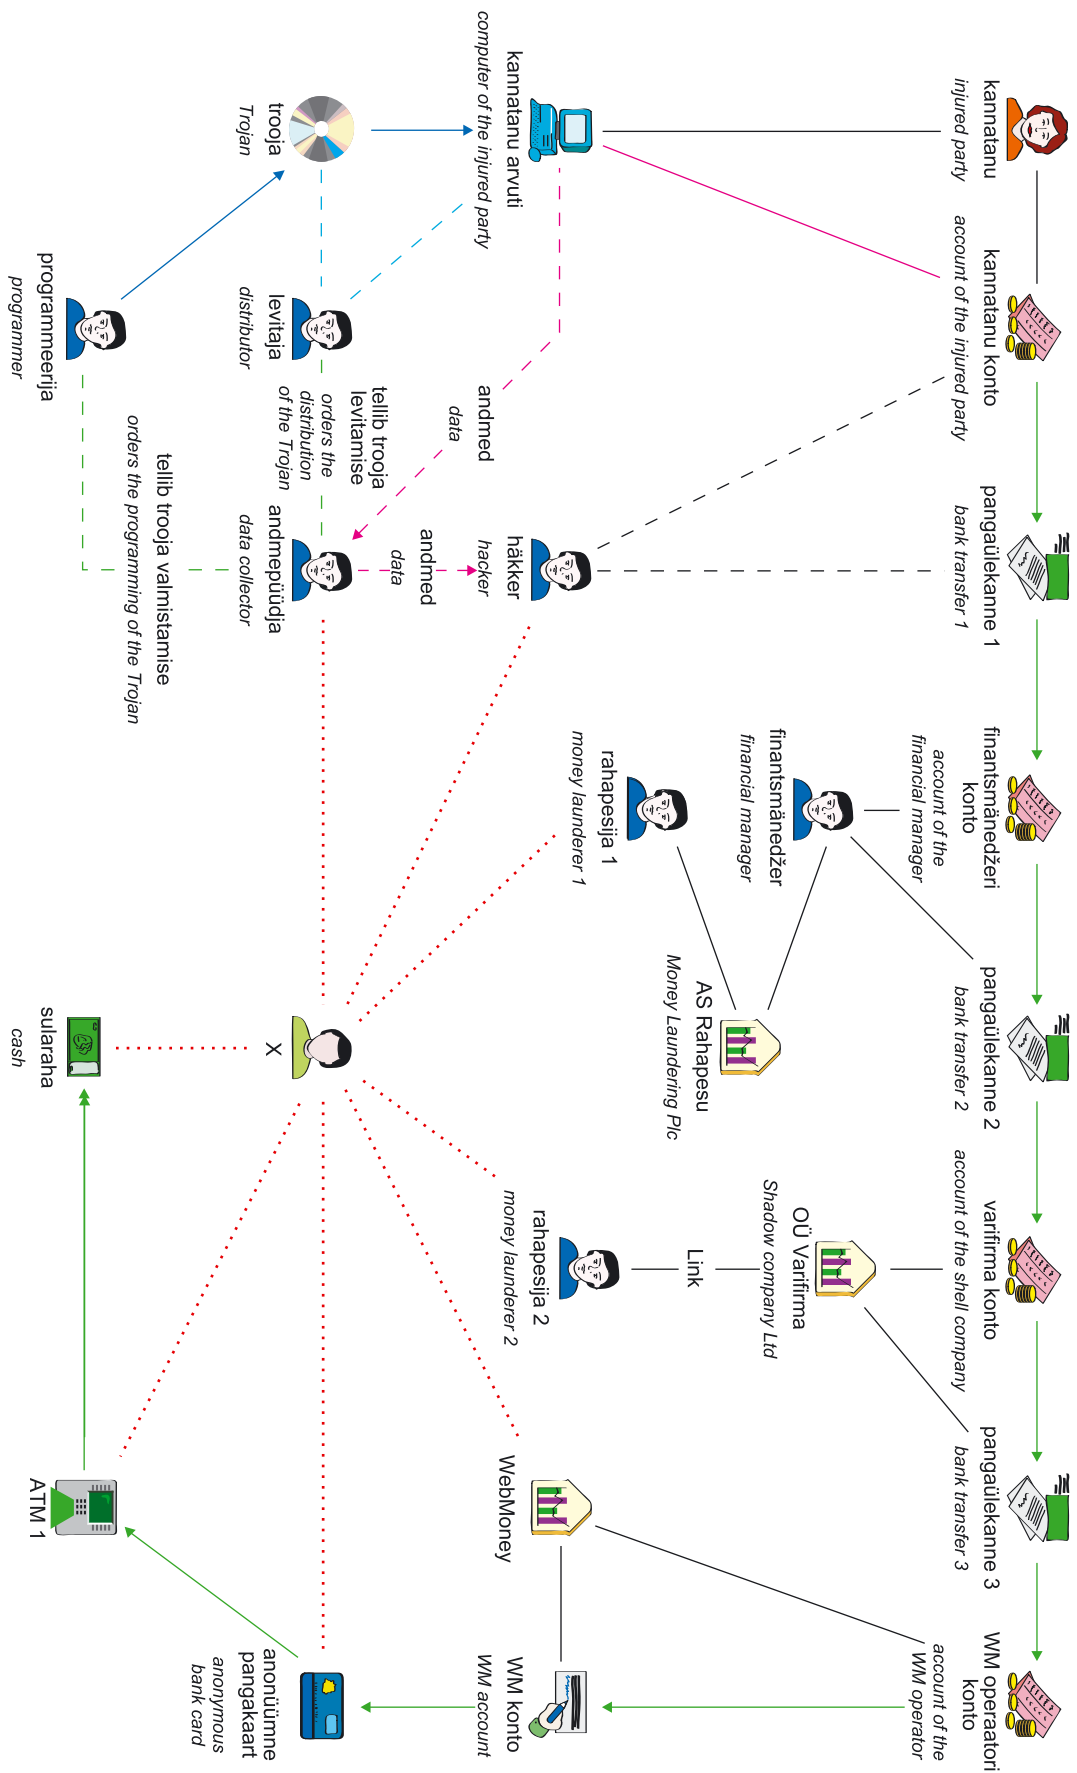 kannatanu
injured party
kannatanu konto
account of the injured party
pangaülekanne 1
bank transfer 1
finantsmänedžeri
konto
account of the
financial manager
pangaülekanne 2
bank transfer 2
varifirma konto
account of the shell company
pangaülekanne 3
bank transfer 3
WM operaatori
konto
account of the
WM operator
finantsmänedžer
financial manager
OÜ Varifirma
Shadow company Ltd
AS Rahapesu
Money Laundering Plc
Link
rahapesija 1
money launderer 1
rahapesija 2
money launderer 2
kannatanu arvuti
computer of the injured party
andmed
data
häkker
hacker
WebMoney
WM konto
WM account
andmed
data
tellib trooja
levitamise
orders the
distribution
of the Trojan
trooja
Trojan
levitaja
distributor
andmepüüdja
data collector
X
anonüümne
pangakaart
anonymous
bank card
tellib trooja valmistamise
orders the programming of the Trojan
programmeerija
programmer
sularaha
cash
ATM 1